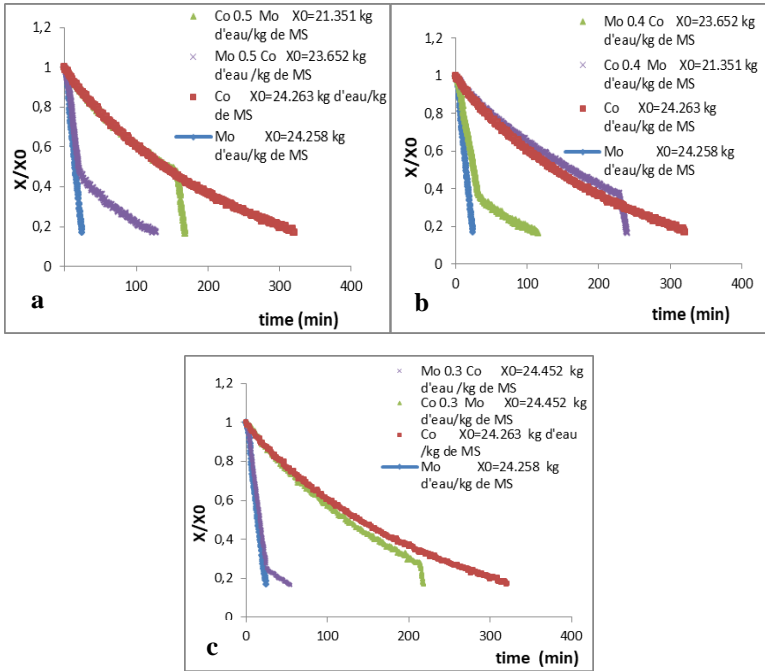 1,2
1
0,8
0,6
0,4
0,2
0
X/X0
0
100
200
300
400
time (min)
a
Co 0.5 Mo X0=21.351 kg
d'eau/kg de MS
Mo 0.5 Co X0=23.652 kg
d'eau /kg de MS
Co X0=24.263 kg d'eau/kg
de MS
Mo X0=24.258 kg
d'eau/kg de MS
1,2
1
0,8
0,6
0,4
0,2
0
X/X0
0
100
200
300
400
time (min)
b
Mo 0.4 Co X0=23.652 kg
d'eau/kg de MS
Co 0.4 Mo X0=21.351 kg
d'eau/kg de MS
Co X0=24.263 kg
d'eau/kg de MS
Mo X0=24.258 kg
d'eau/kg de MS
1,2
1
0,8
0,6
0,4
0,2
0
X/X0
0
100
200
300
400
time (min)
c
Mo 0.3 Co X0=24.452 kg
d'eau /kg de MS
Co 0.3 Mo X0=24.452 kg
d'eau/kg de MS
Co X0=24.263 kg d'eau
/kg de MS
Mo X0=24.258 kg
d'eau/kg de MS